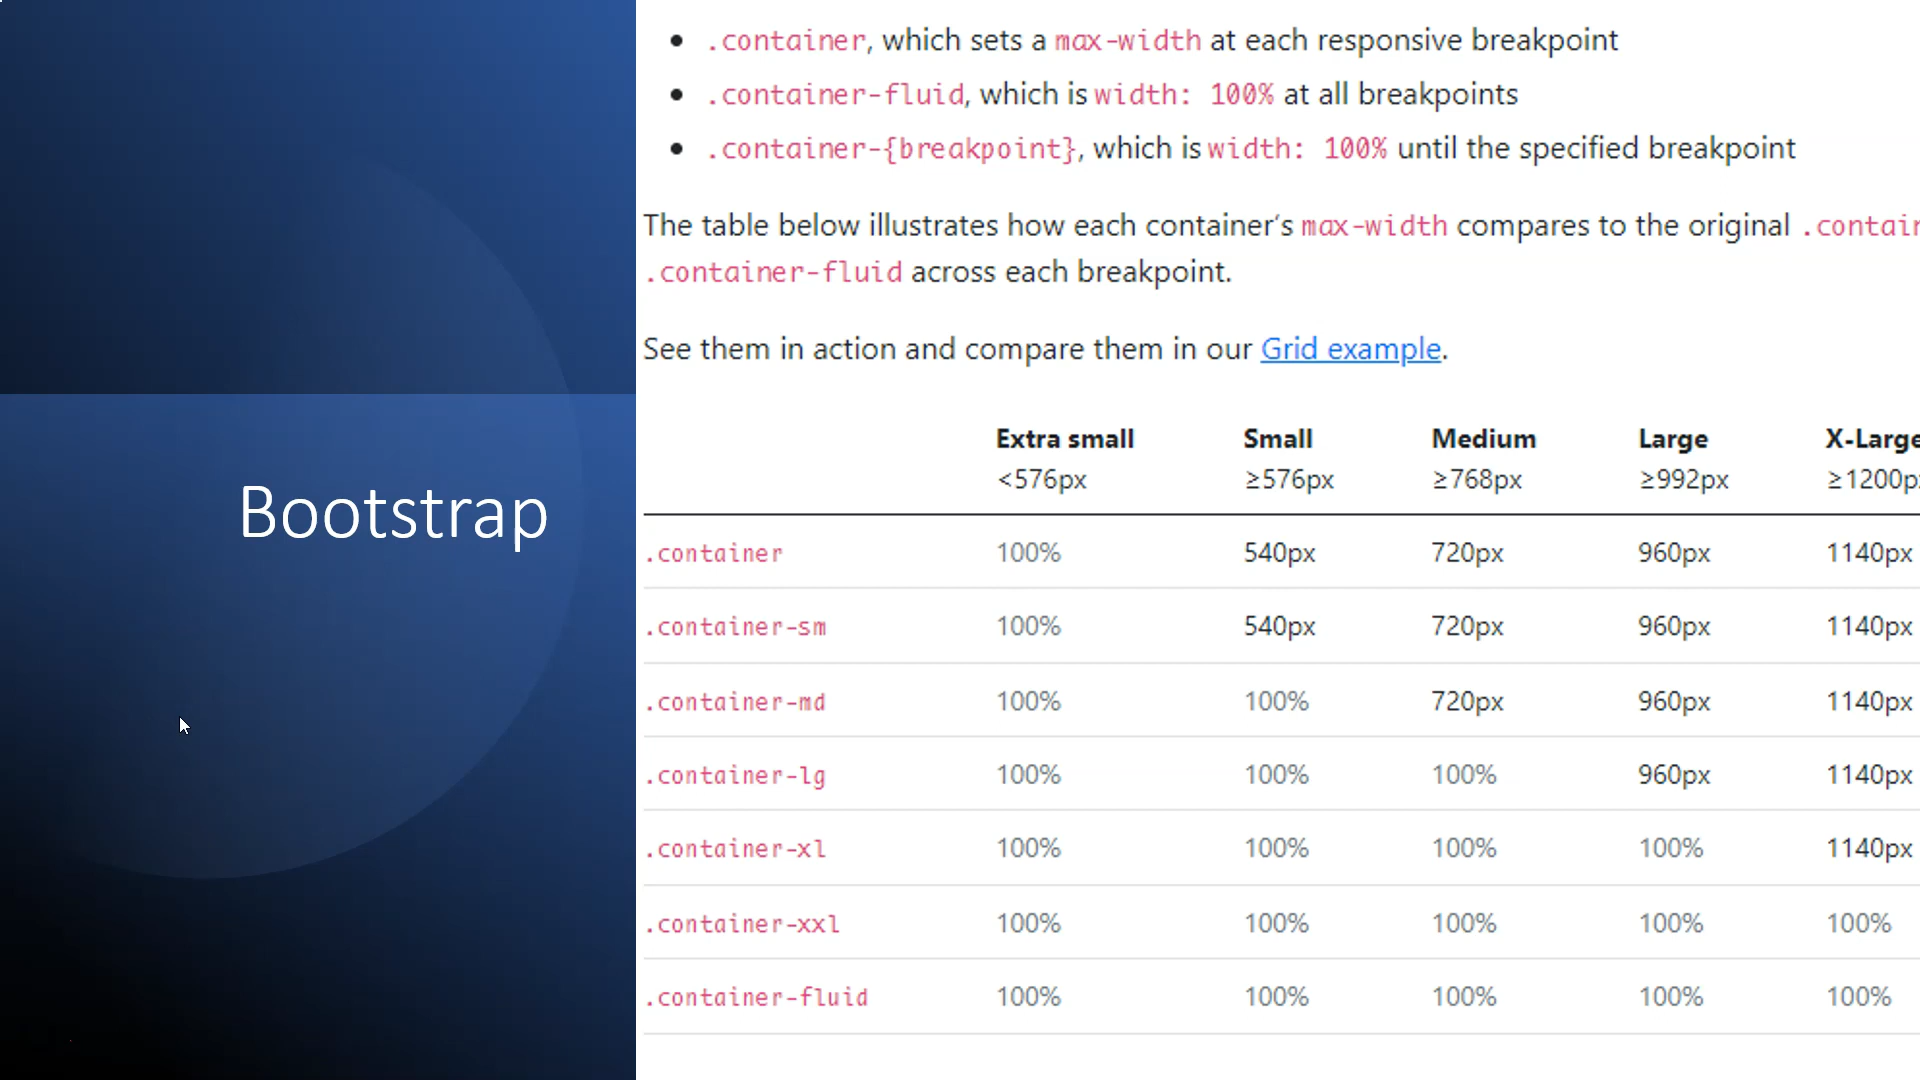 Bootstrap
• .container, which sets a max-width at each responsive breakpoint
• .container-fluid, which is width: 100% at all breakpoints
• .container-{breakpoint}, which is width: 100% until the specified breakpoint
The table below illustrates how each container's max-width compares to the original
.container-fluid across each breakpoint.
See them in action and compare them in our Grid example.
Extra small Small Medium Large X-Large
<576px ≥576px ≥768px ≥992px ≥1200px
.container 100% 540px 720px 960px 1140px
.container-sm 100% 540px 720px 960px 1140px
.container-md 100% 100% 720px 960px 1140px
.container-lg 100% 100% 100% 960px 1140px
.container-xl 100% 100% 100% 100% 1140px
.container-xxl 100% 100% 100% 100% 100%
.container-fluid 100% 100% 100% 100% 100%